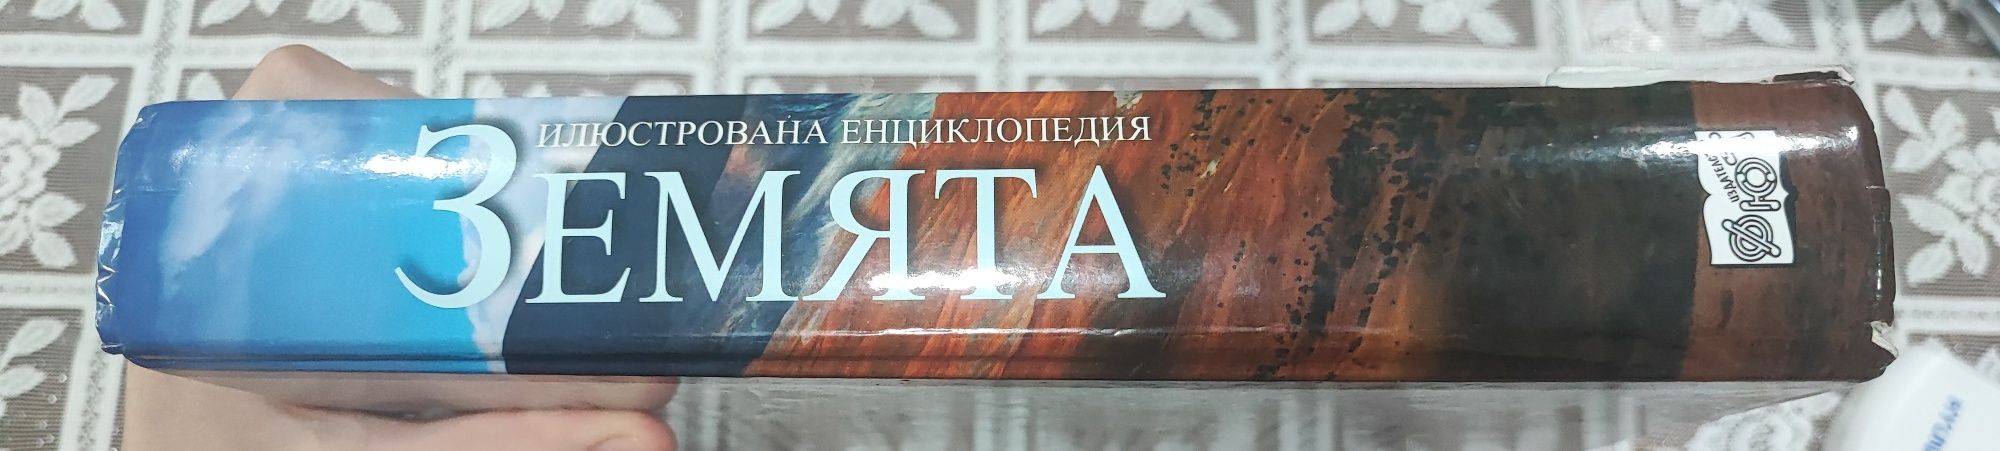 ИЛЮСТРОВАНА ЕНЦИКЛОПЕДИЯ
ЗЕМЯТА